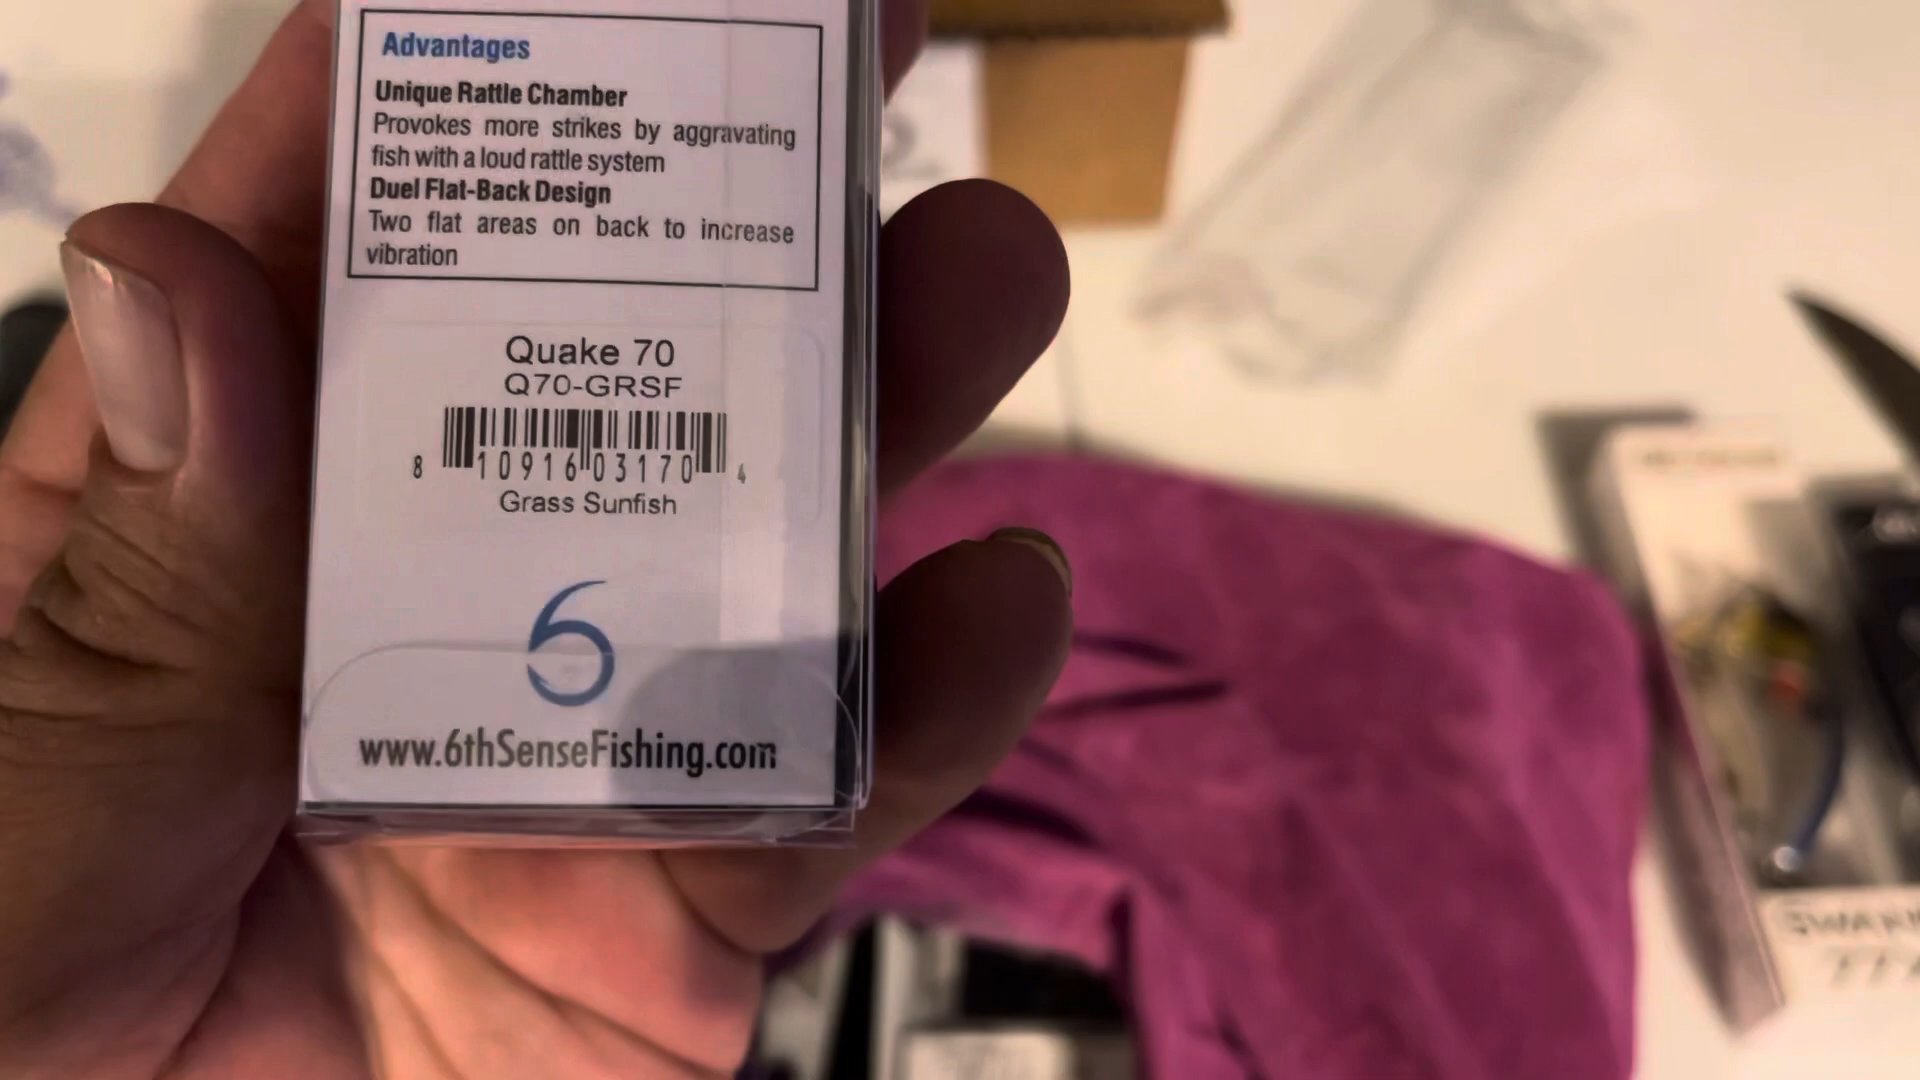 Advantages
Unique Rattle Chamber
Provokes more strikes by aggravating
fish with a loud rattle system
Duel Flat-Back Design
Two flat areas on back to increase
vibration
Quake 70
Q70-GRSF
8 10916 03170 4
Grass Sunfish
6
www.6thSenseFishing.com